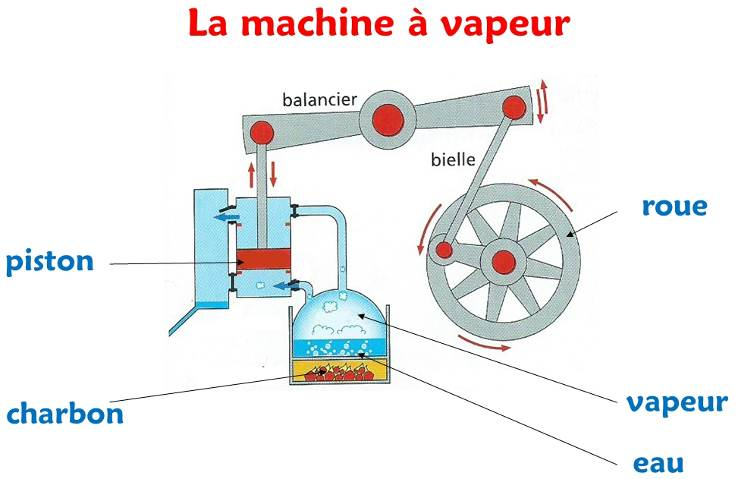 La machine à vapeur
balancier
bielle
roue
piston
vapeur
charbon
eau